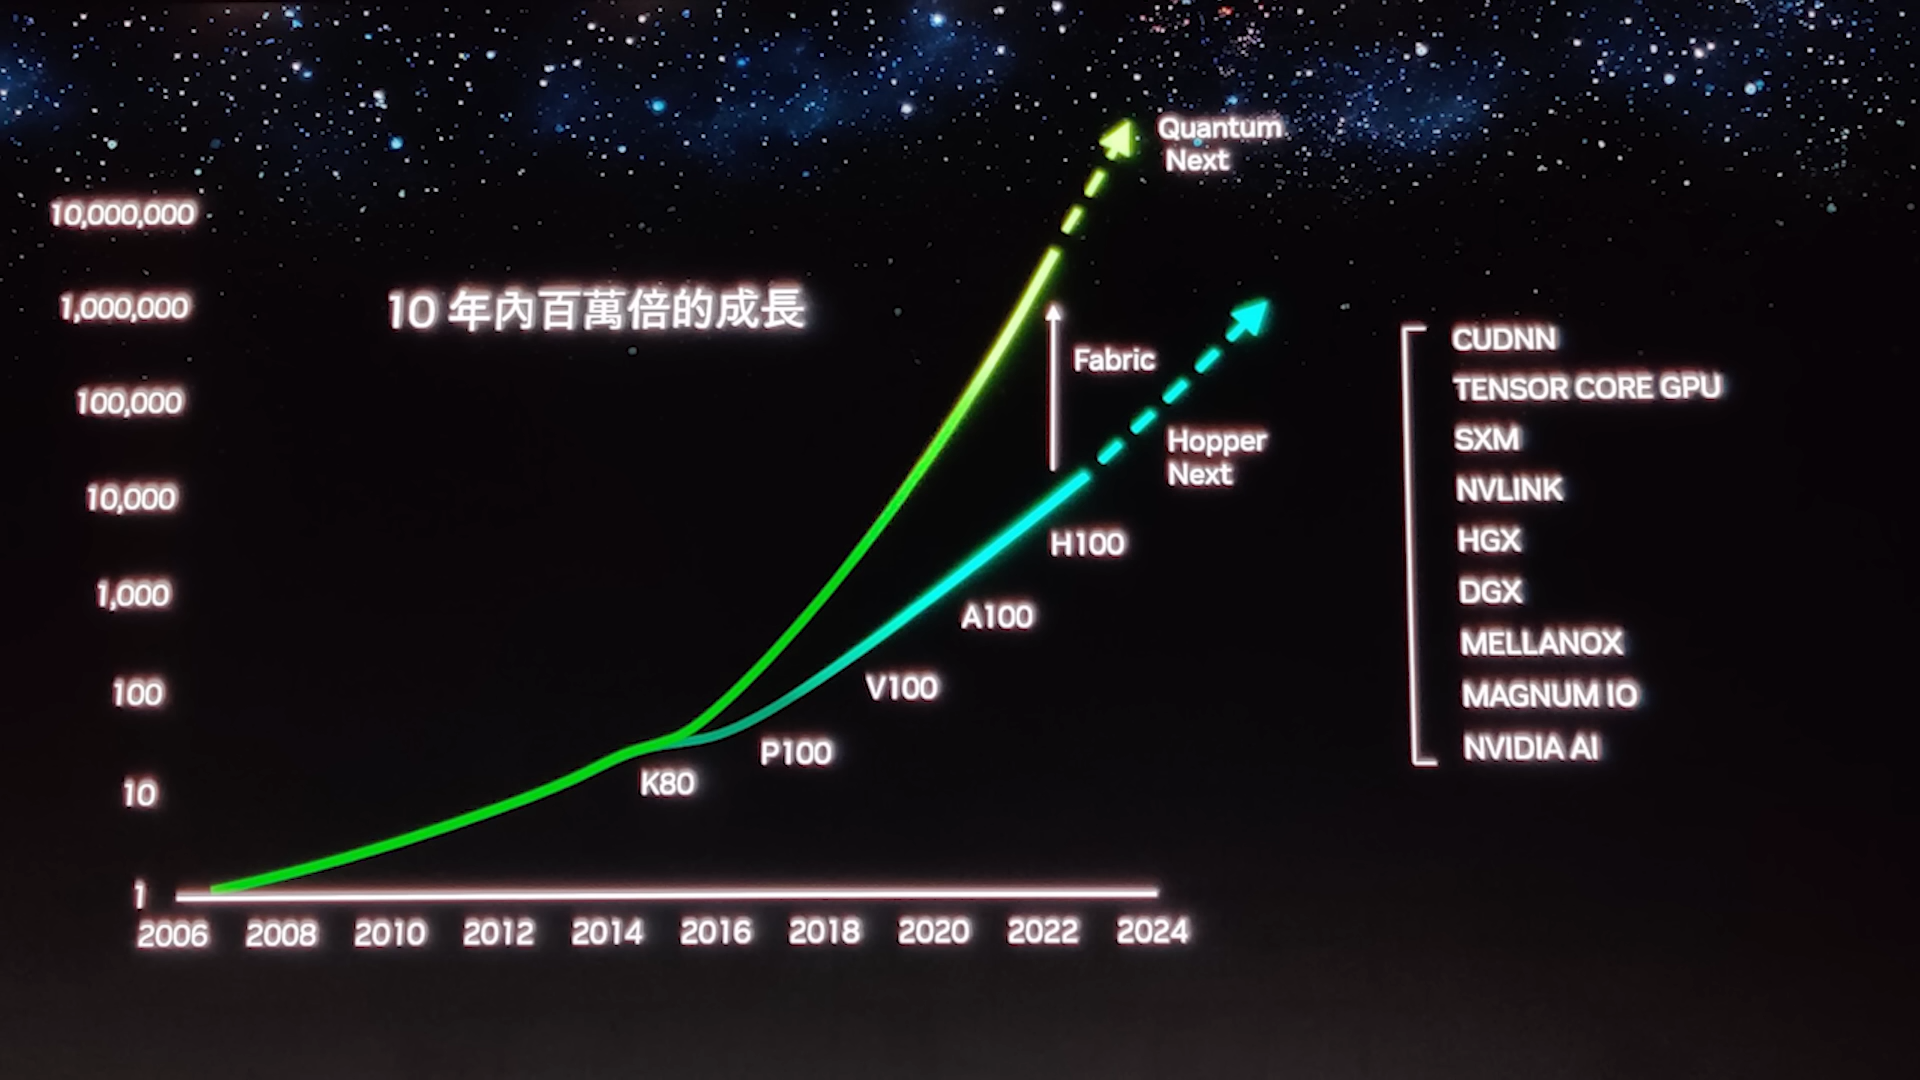 Quantum
Next
10,000,000
1,000,000
10 年內百萬倍的成長
100,000
10,000
1,000
100
10
1
Fabric
Hopper
Next
H100
A100
V100
P100
K80
2006 2008 2010 2012 2014 2016 2018 2020 2022 2024
CUDNN
TENSOR CORE GPU
SXM
NVLINK
HGX
DGX
MELLANOX
MAGNUM IO
NVIDIA AI